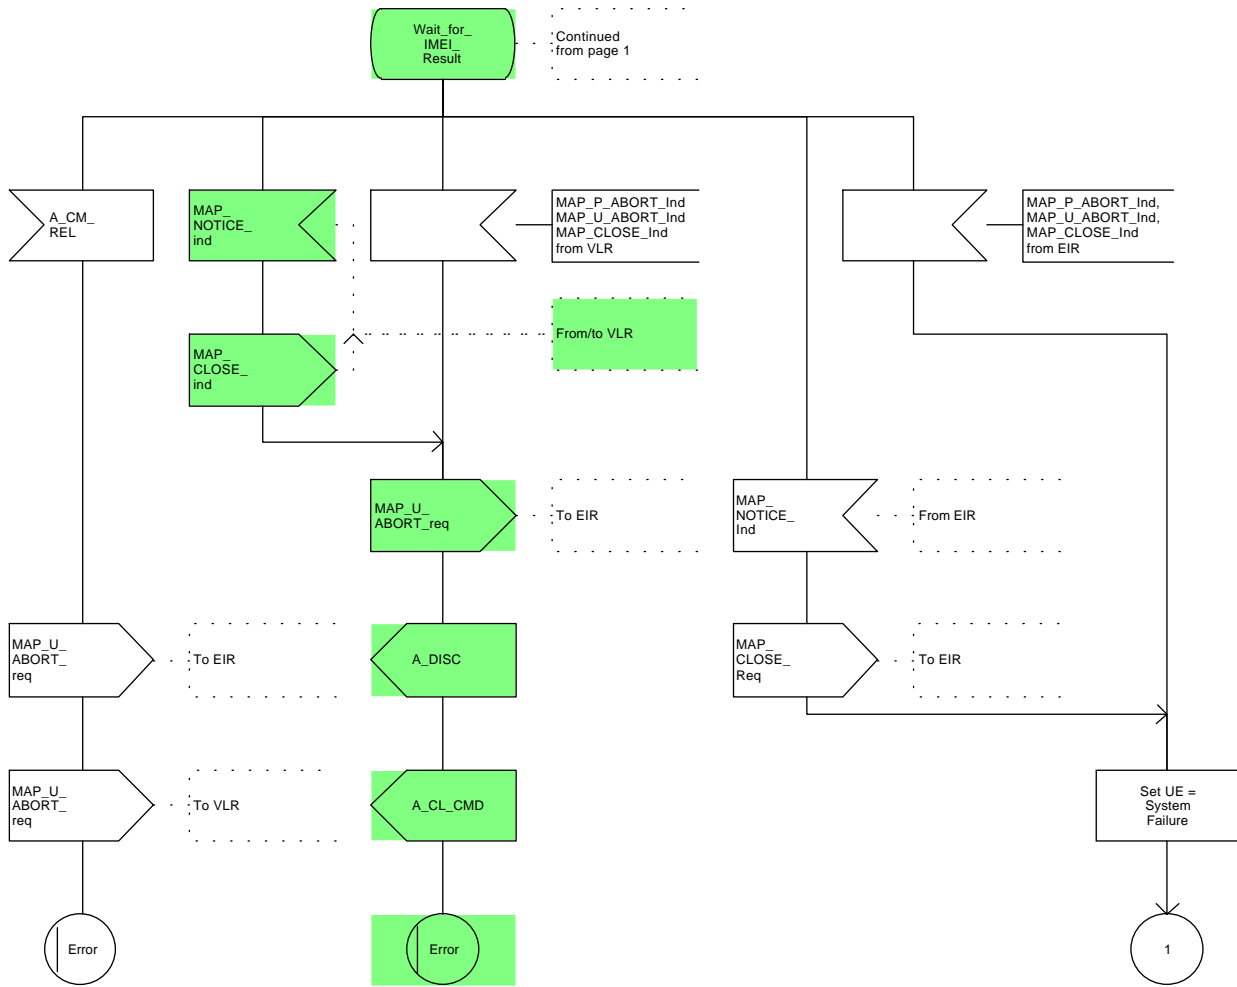 Wait_for_
IMEI_
Result
Continued
from page 1
A_CM_
REL
MAP_
NOTICE_
ind
MAP_P_ABORT_Ind
MAP_U_ABORT_Ind
MAP_CLOSE_Ind
from VLR
MAP_P_ABORT_Ind,
MAP_U_ABORT_Ind,
MAP_CLOSE_Ind
from EIR
MAP_
CLOSE_
ind
From/to VLR
MAP_U_
ABORT_req
To EIR
MAP_
NOTICE_
Ind
From EIR
MAP_U_
ABORT_
req
To EIR
A_DISC
MAP_
CLOSE_
Req
To EIR
MAP_U_
ABORT_
req
To VLR
A_CL_CMD
Set UE =
System
Failure
Error
Error
1